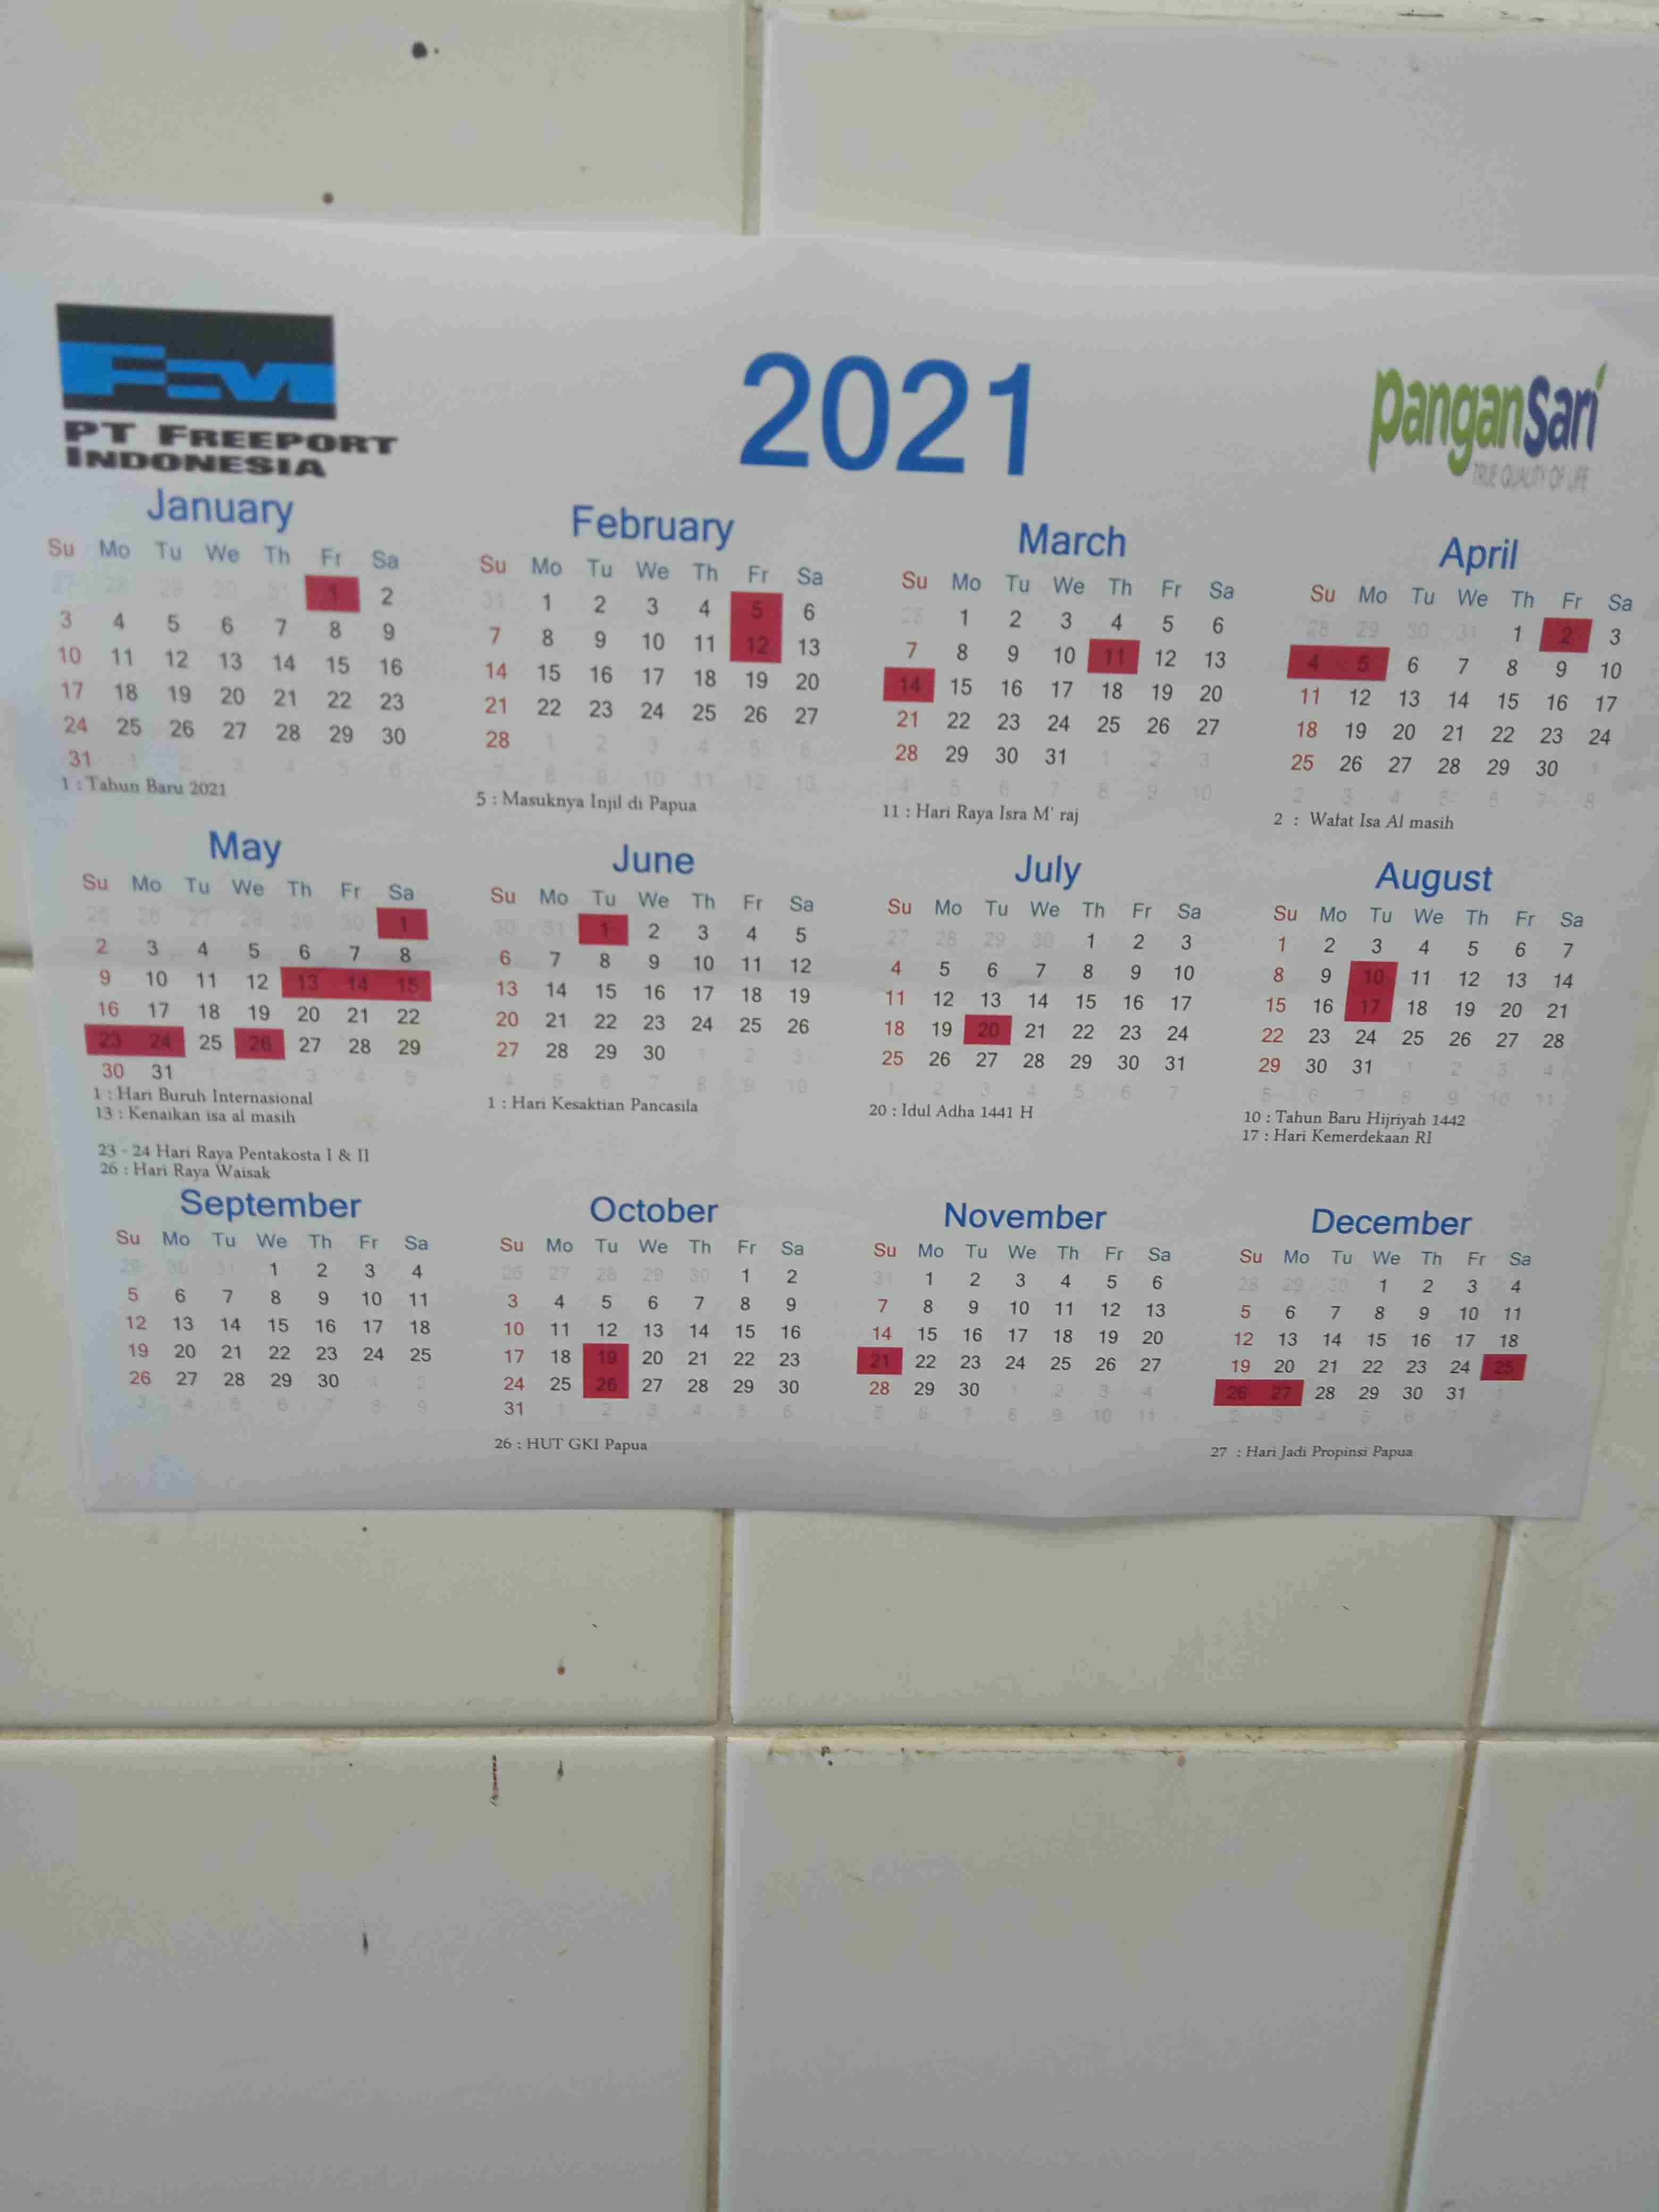 FM
PT FREEPORT
INDONESIA
2021
panganSari
TRUE QUALITY OF LIFE
January
Su Mo Tu We Th Fr Sa
27 28 29 30 31 1 2
3 4 5 6 7 8 9
10 11 12 13 14 15 16
17 18 19 20 21 22 23
24 25 26 27 28 29 30
31 1 2 3 4 5 6
1 : Tahun Baru 2021
February
Su Mo Tu We Th Fr Sa
31 1 2 3 4 5 6
7 8 9 10 11 12 13
14 15 16 17 18 19 20
21 22 23 24 25 26 27
28 1 2 3 4 5 6
7 8 9 10 11 12 13
5 : Masuknya Injil di Papua
March
Su Mo Tu We Th Fr Sa
1 2 3 4 5 6
7 8 9 10 11 12 13
14 15 16 17 18 19 20
21 22 23 24 25 26 27
28 29 30 31 1 2 3
4 5 6 7 8 9 10
11 : Hari Raya Isra M' raj
April
Su Mo Tu We Th Fr Sa
28 29 30 31 1 2 3
4 5 6 7 8 9 10
11 12 13 14 15 16 17
18 19 20 21 22 23 24
25 26 27 28 29 30 1
2 3 4 5 6 7 8
2 : Wafat Isa Al masih
May
Su Mo Tu We Th Fr Sa
25 26 27 28 29 30 1
2 3 4 5 6 7 8
9 10 11 12 13 14 15
16 17 18 19 20 21 22
23 24 25 26 27 28 29
30 31 1 2 3 4 5
1 : Hari Buruh Internasional
13 : Kenaikan isa al masih
23 - 24 Hari Raya Pentakosta I & II
26 : Hari Raya Waisak
June
Su Mo Tu We Th Fr Sa
30 31 1 2 3 4 5
6 7 8 9 10 11 12
13 14 15 16 17 18 19
20 21 22 23 24 25 26
27 28 29 30 1 2 3
4 5 6 7 8 9 10
1 : Hari Kesaktian Pancasila
July
Su Mo Tu We Th Fr Sa
27 28 29 30 1 2 3
4 5 6 7 8 9 10
11 12 13 14 15 16 17
18 19 20 21 22 23 24
25 26 27 28 29 30 31
1 2 3 4 5 6 7
20 : Idul Adha 1441 H
August
Su Mo Tu We Th Fr Sa
1 2 3 4 5 6 7
8 9 10 11 12 13 14
15 16 17 18 19 20 21
22 23 24 25 26 27 28
29 30 31 1 2 3 4
5 6 7 8 9 10 11
10 : Tahun Baru Hijriyah 1442
17 : Hari Kemerdekaan RI
September
Su Mo Tu We Th Fr Sa
29 30 31 1 2 3 4
5 6 7 8 9 10 11
12 13 14 15 16 17 18
19 20 21 22 23 24 25
26 27 28 29 30 1 2
3 4 5 6 7 8 9
October
Su Mo Tu We Th Fr Sa
26 27 28 29 30 1 2
3 4 5 6 7 8 9
10 11 12 13 14 15 16
17 18 19 20 21 22 23
24 25 26 27 28 29 30
31 1 2 3 4 5 6
26 : HUT GKI Papua
November
Su Mo Tu We Th Fr Sa
31 1 2 3 4 5 6
7 8 9 10 11 12 13
14 15 16 17 18 19 20
21 22 23 24 25 26 27
28 29 30 1 2 3 4
5 6 7 8 9 10 11
December
Su Mo Tu We Th Fr Sa
28 29 30 1 2 3 4
5 6 7 8 9 10 11
12 13 14 15 16 17 18
19 20 21 22 23 24 25
26 27 28 29 30 31 1
2 3 4 5 6 7 8
27 : Hari Jadi Propinsi Papua